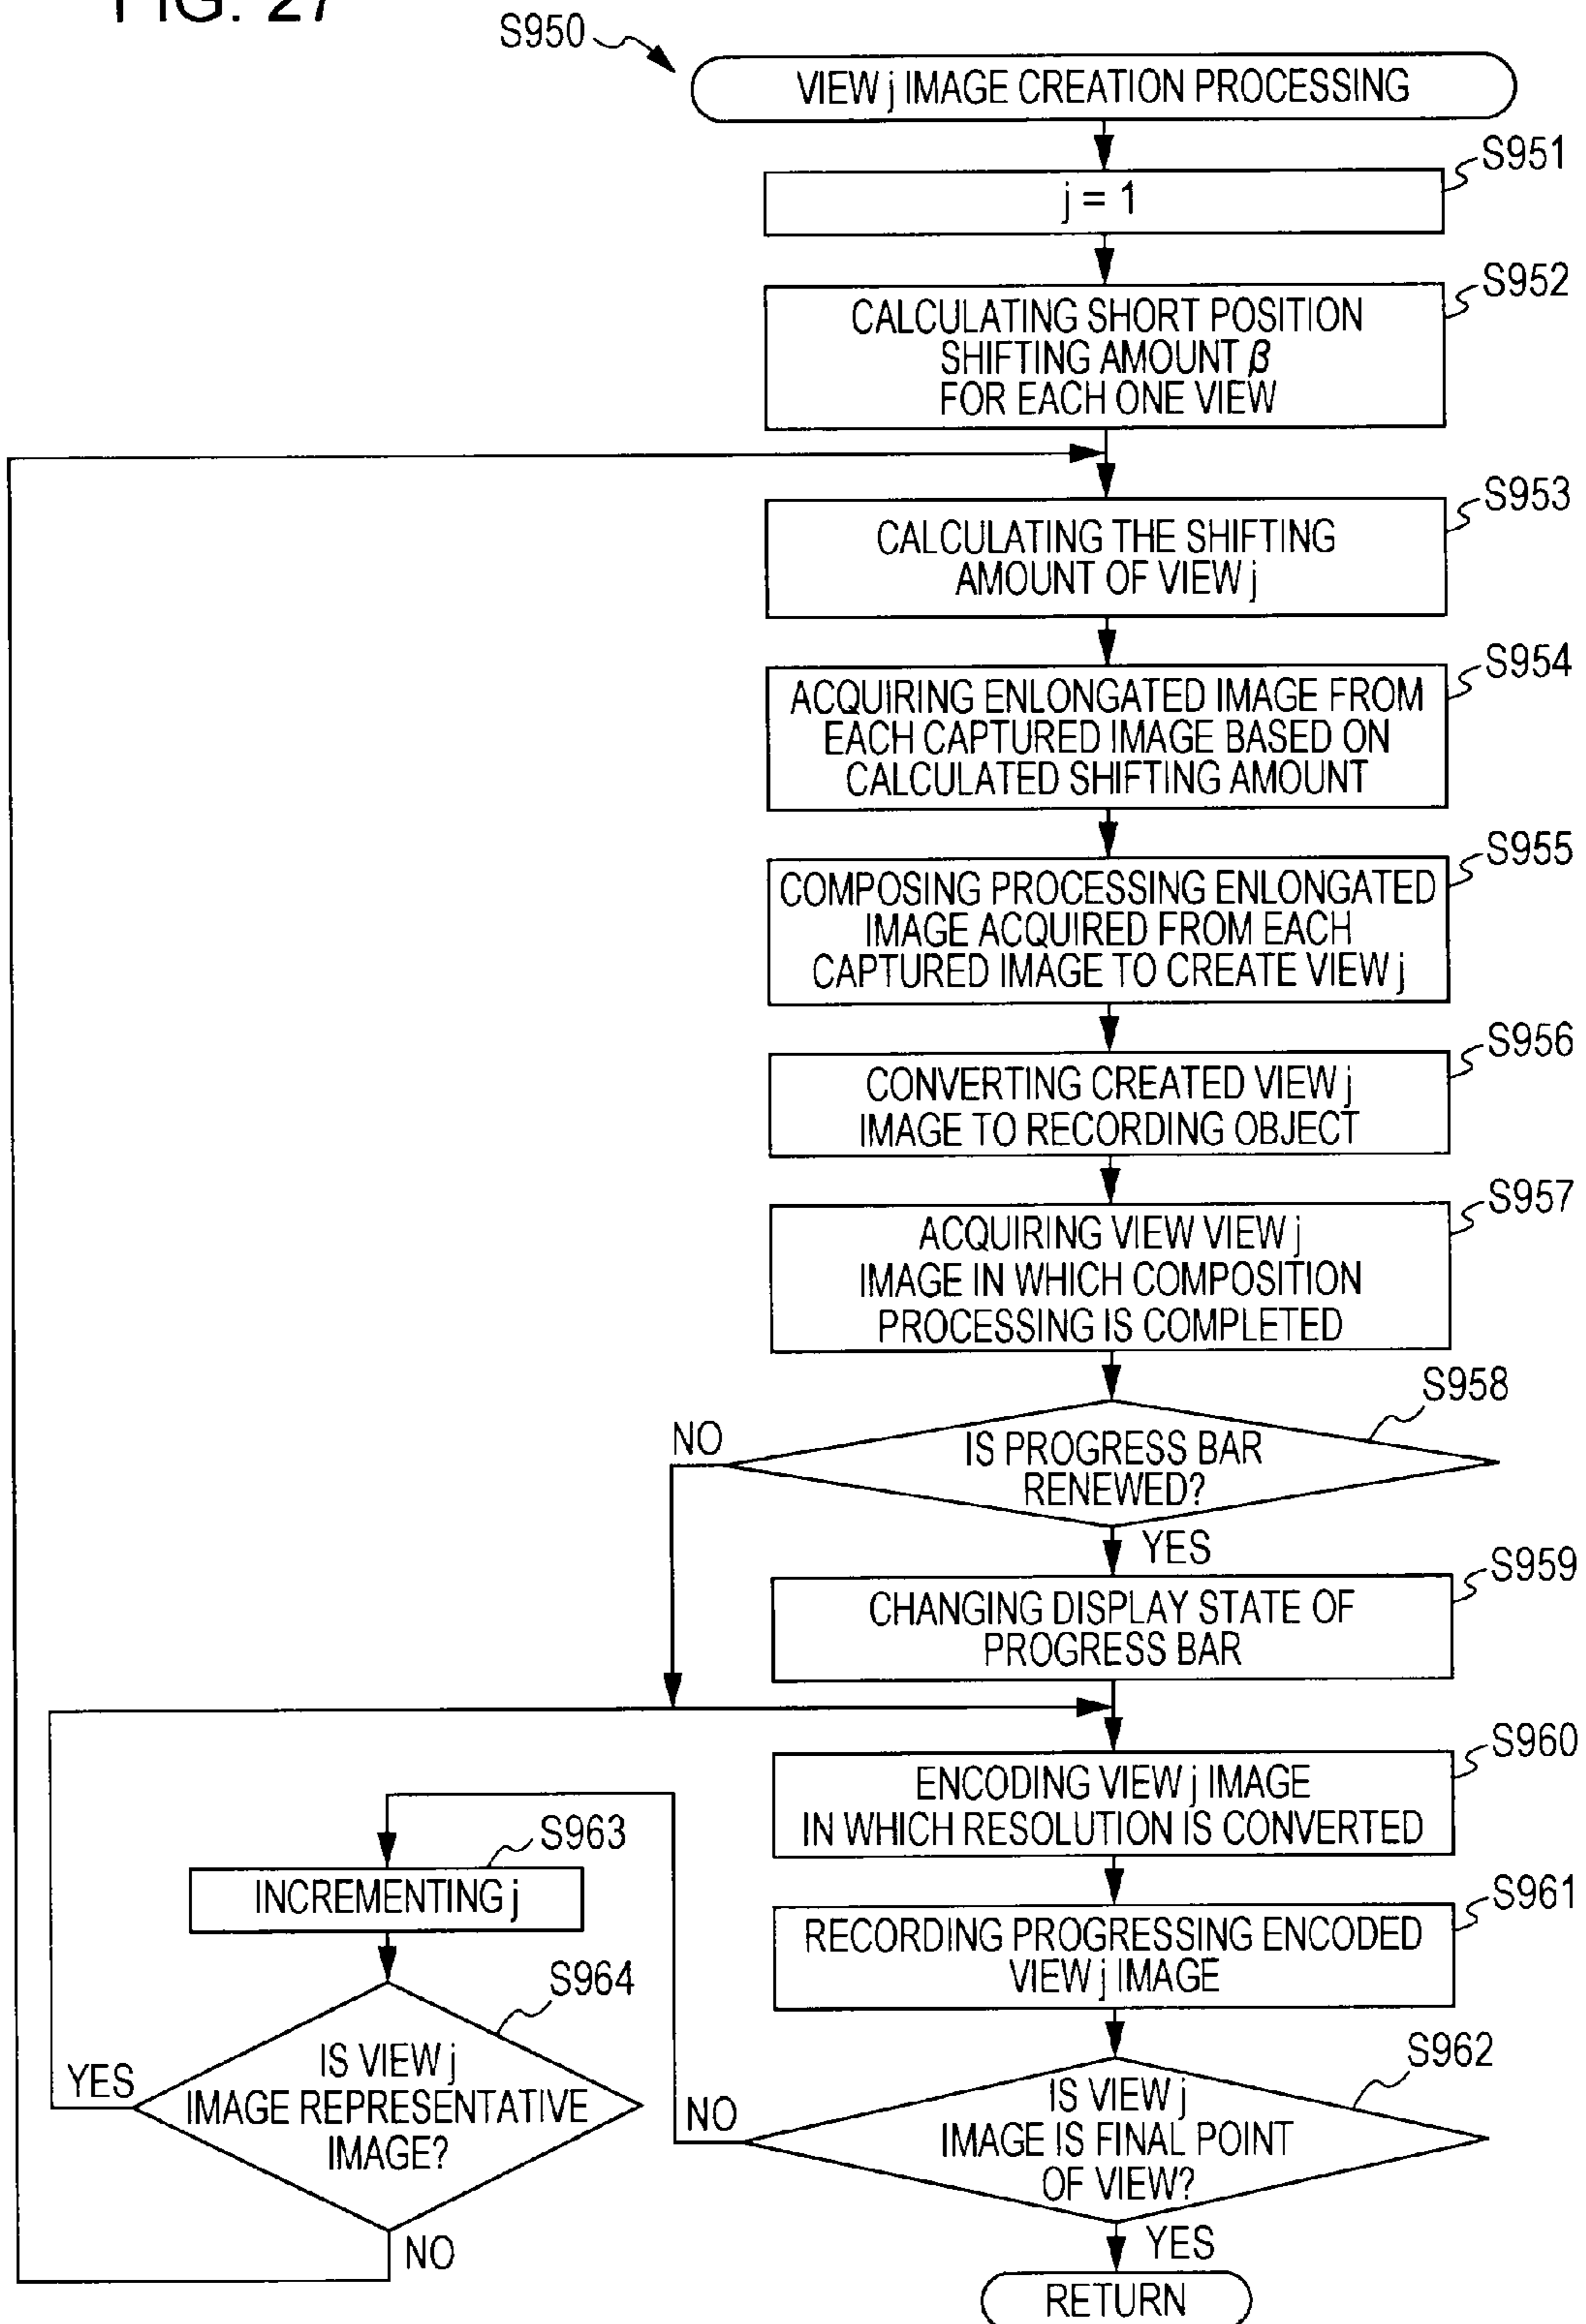 FIG. 27
S950
VIEW j IMAGE CREATION PROCESSING
S951
j = 1
S952
CALCULATING SHORT POSITION
SHIFTING AMOUNT β
FOR EACH ONE VIEW
S953
CALCULATING THE SHIFTING
AMOUNT OF VIEW j
S954
ACQUIRING ENLONGATED IMAGE FROM
EACH CAPTURED IMAGE BASED ON
CALCULATED SHIFTING AMOUNT
S955
COMPOSING PROCESSING ENLONGATED
IMAGE ACQUIRED FROM EACH
CAPTURED IMAGE TO CREATE VIEW j
S956
CONVERTING CREATED VIEW j
IMAGE TO RECORDING OBJECT
S957
ACQUIRING VIEW VIEW j
IMAGE IN WHICH COMPOSITION
PROCESSING IS COMPLETED
S958
NO
IS PROGRESS BAR
RENEWED?
YES
S959
CHANGING DISPLAY STATE OF
PROGRESS BAR
S960
ENCODING VIEW j IMAGE
IN WHICH RESOLUTION IS CONVERTED
S961
RECORDING PROGRESSING ENCODED
VIEW j IMAGE
S962
NO
IS VIEW j
IMAGE IS FINAL POINT
OF VIEW?
YES
S963
INCREMENTING j
S964
YES
IS VIEW j
IMAGE REPRESENTATIVE
IMAGE?
NO
RETURN